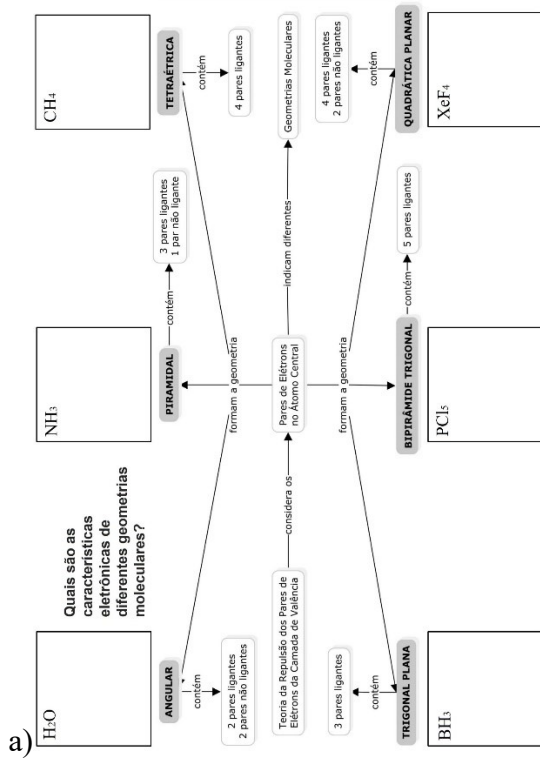 a)
Quais são as
características
eletrônicas de
diferentes geometrias
moleculares?
H₂O
NH₃
CH₄
ANGULAR
PIRAMIDAL
TETRAÉTRICA
contém
contém
contém
2 pares ligantes
2 pares não ligantes
3 pares ligantes
1 par não ligante
4 pares ligantes
formam a geometria
Teoria da Repulsão dos Pares de
Elétrons da Camada de Valência
considera os
Pares de Elétrons
no Átomo Central
indicam diferentes
Geometrias Moleculares
formam a geometria
3 pares ligantes
5 pares ligantes
4 pares ligantes
2 pares não ligantes
contém
contém
contém
TRIGONAL PLANA
BIPIRÂMIDE TRIGONAL
QUADRÁTICA PLANAR
BH₃
PCl₅
XeF₄